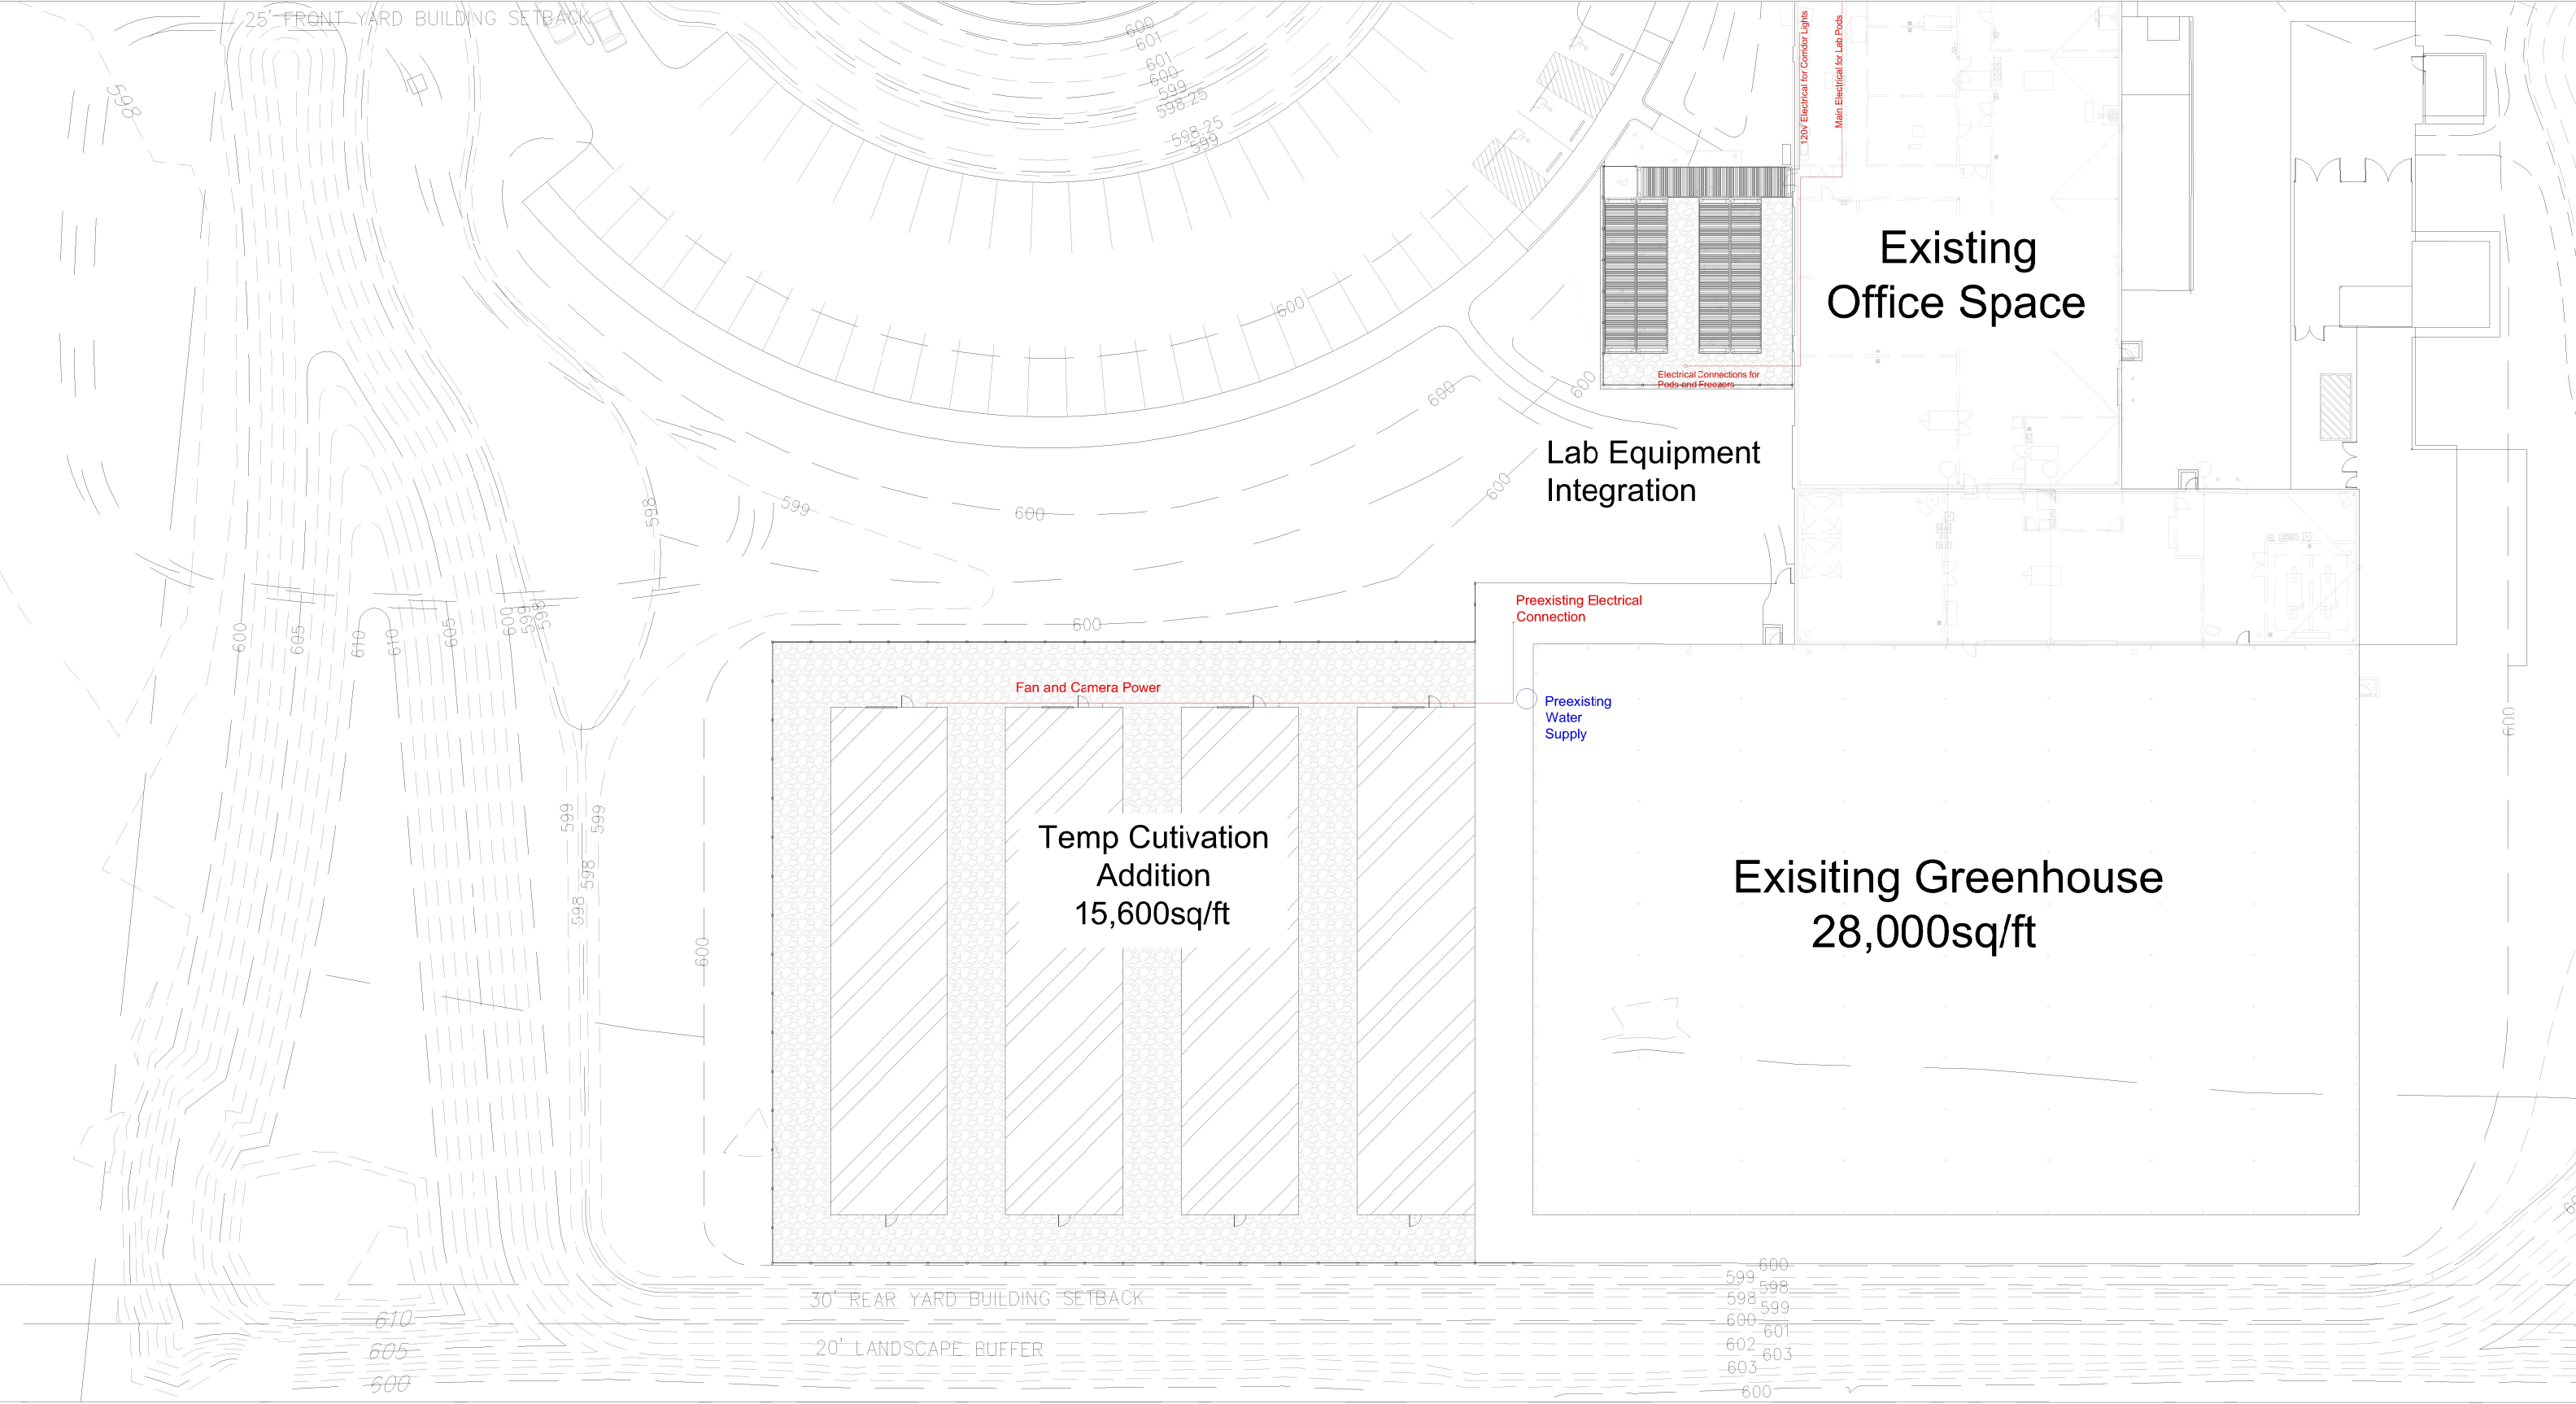 25' FRONT YARD BUILDING SETBACK
598
600
601
601
600
599
598.25
598.25
599
120v Electrical for Corridor Lights
Main Electrical for Lab Pods
Existing
Office Space
600
Electrical Connections for
Pods and Freezers
600
600
Lab Equipment
Integration
600
598
599
600
Preexisting Electrical
Connection
600
600
605
610
610
605
600
599
598
Fan and Camera Power
Preexisting
Water
Supply
600
599
599
598
598
600
Temp Cutivation
Addition
15,600sq/ft
Exisiting Greenhouse
28,000sq/ft
600
599
598
598
599
600
601
602
603
603
600
30' REAR YARD BUILDING SETBACK
20' LANDSCAPE BUFFER
610
605
600